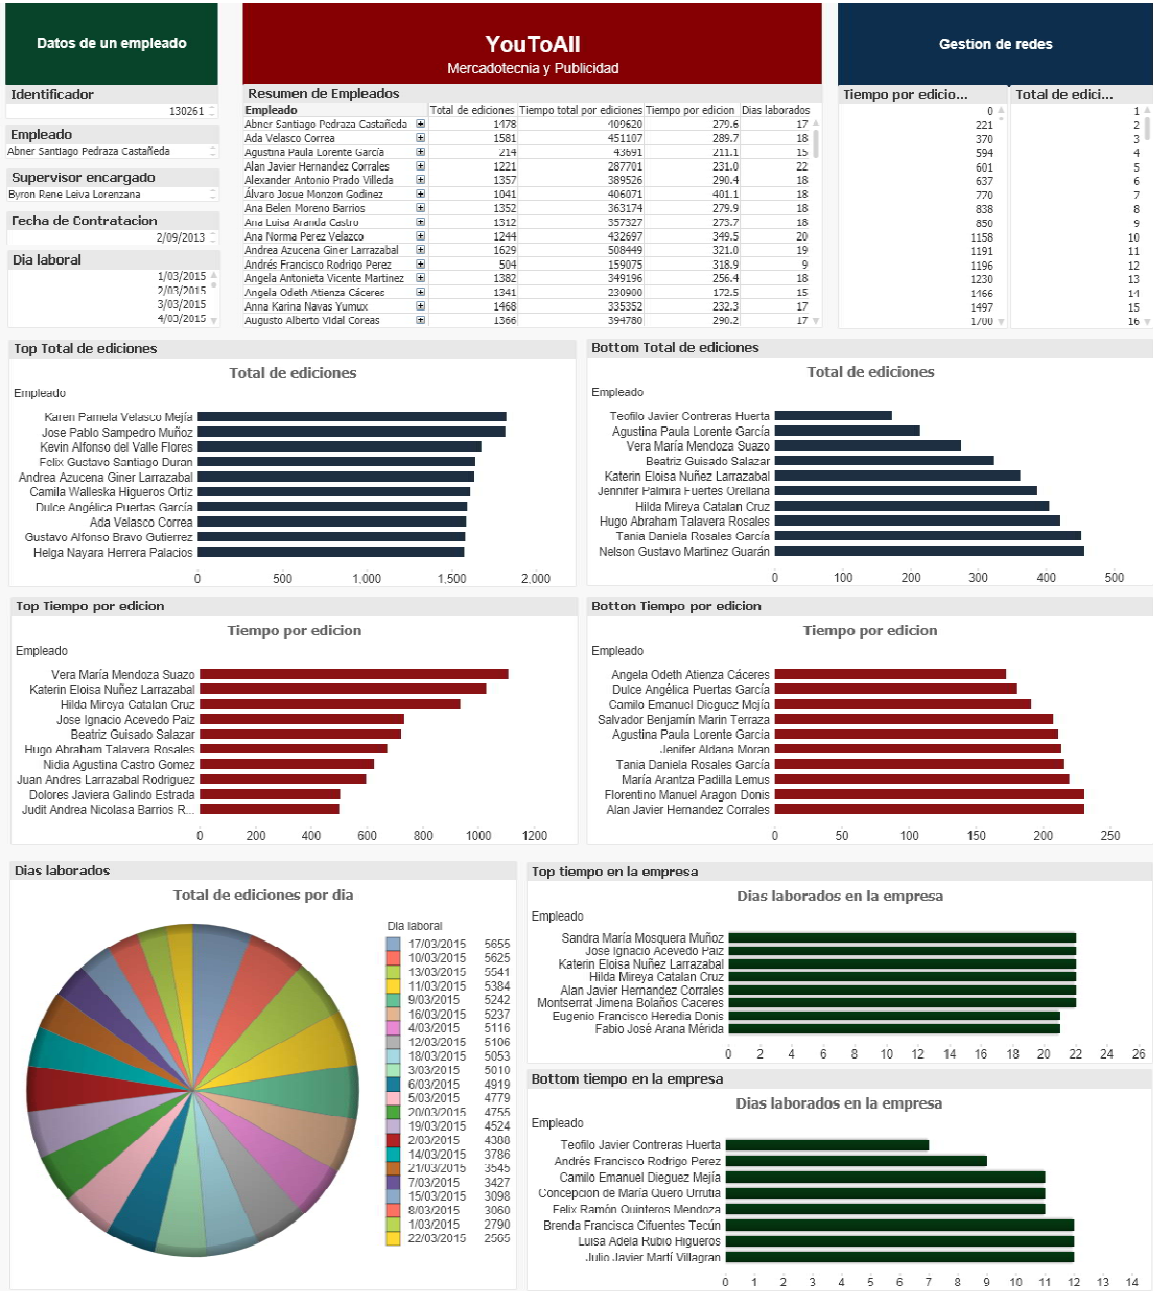 Datos de un empleado
YouToAll
Mercadotecnia y Publicidad
Gestion de redes
Identificador
130261
Empleado
Abner Santiago Pedraza Castañeda
Supervisor encargado
Byron Rene Leiva Lorenzana
Fecha de Contratacion
2/09/2013
Dia laboral
1/03/2015
2/03/2015
3/03/2015
4/03/2015
Resumen de Empleados
Empleado Total de ediciones Tiempo total por ediciones Tiempo por edicion Dias laborados
Abner Santiago Pedraza Castañeda 1478 409620 279.6 17
Ada Velasco Correa 1581 451107 289.7 18
Agustina Paula Lorente García 214 43691 211.1 15
Alan Javier Hernandez Corrales 1221 287701 231.0 22
Alexander Antonio Prado Villeda 1357 389526 290.4 18
Álvaro Josue Monzon Godinez 1041 406071 401.1 18
Ana Belen Moreno Barrios 1352 363174 279.9 18
Ana Luisa Aranda Castro 1312 357327 273.7 18
Ana Norma Perez Velazco 1244 432697 349.5 20
Andrea Azucena Giner Larrazabal 1629 508449 321.0 19
Andrés Francisco Rodrigo Perez 504 159075 318.9 9
Angela Antonieta Vicente Martinez 1382 349196 256.4 18
Angela Odeth Atienza Cáceres 1341 230900 172.5 15
Anna Karina Navas Yumux 1468 335352 232.3 17
Augusto Alberto Vidal Coreas 1366 394780 290.2 17
Tiempo por edicio... Total de edici...
0 1
221 2
370 3
594 4
601 5
637 6
770 7
838 8
850 9
1158 10
1191 11
1196 12
1230 13
1466 14
1497 15
1700 16
Top Total de ediciones
Total de ediciones
Empleado
Karen Pamela Velasco Mejía
Jose Pablo Sampedro Muñoz
Kevin Alfonso del Valle Flores
Felix Gustavo Santiago Duran
Andrea Azucena Giner Larrazabal
Camila Walleska Higueros Ortiz
Dulce Angélica Puertas García
Ada Velasco Correa
Gustavo Alfonso Bravo Gutierrez
Helga Nayara Herrera Palacios
0 500 1,000 1,500 2,000
Bottom Total de ediciones
Total de ediciones
Empleado
Teofilo Javier Contreras Huerta
Agustina Paula Lorente García
Vera María Mendoza Suazo
Beatriz Guisado Salazar
Katerin Eloisa Nuñez Larrazabal
Jennifer Palmira Fuertes Orellana
Hilda Mireya Catalan Cruz
Hugo Abraham Talavera Rosales
Tania Daniela Rosales García
Nelson Gustavo Martinez Guarán
0 100 200 300 400 500
Top Tiempo por edicion
Tiempo por edicion
Empleado
Vera María Mendoza Suazo
Katerin Eloisa Nuñez Larrazabal
Hilda Mireya Catalan Cruz
Jose Ignacio Acevedo Paiz
Beatriz Guisado Salazar
Hugo Abraham Talavera Rosales
Nidia Agustina Castro Gomez
Juan Andres Larrazabal Rodriguez
Dolores Javiera Galindo Estrada
Judit Andrea Nicolasa Barrios R...
0 200 400 600 800 1000 1200
Botton Tiempo por edicion
Tiempo por edicion
Empleado
Angela Odeth Atienza Cáceres
Dulce Angélica Puertas García
Camilo Emanuel Dieguez Mejía
Salvador Benjamín Marin Terraza
Agustina Paula Lorente García
Jenifer Aldana Moran
Tania Daniela Rosales García
María Arantza Padilla Lemus
Florentino Manuel Aragon Donis
Alan Javier Hernandez Corrales
0 50 100 150 200 250
Dias laborados
Total de ediciones por dia
Dia laboral
17/03/2015 5655
10/03/2015 5625
13/03/2015 5541
11/03/2015 5384
9/03/2015 5242
16/03/2015 5237
4/03/2015 5116
12/03/2015 5106
18/03/2015 5053
3/03/2015 5010
6/03/2015 4919
5/03/2015 4779
20/03/2015 4755
19/03/2015 4524
2/03/2015 4388
14/03/2015 3786
21/03/2015 3545
7/03/2015 3427
15/03/2015 3098
8/03/2015 3060
1/03/2015 2790
22/03/2015 2565
Top tiempo en la empresa
Dias laborados en la empresa
Empleado
Sandra María Mosquera Muñoz
Jose Ignacio Acevedo Paiz
Katerin Eloisa Nuñez Larrazabal
Hilda Mireya Catalan Cruz
Alan Javier Hernandez Corrales
Montserrat Jimena Bolaños Caceres
Eugenio Francisco Heredia Donis
Fabio José Arana Mérida
0 2 4 6 8 10 12 14 16 18 20 22 24 26
Bottom tiempo en la empresa
Dias laborados en la empresa
Empleado
Teofilo Javier Contreras Huerta
Andrés Francisco Rodrigo Perez
Camilo Emanuel Dieguez Mejía
Concepcion de María Quero Urrutia
Felix Ramón Quinteros Mendoza
Brenda Francisca Cifuentes Tecún
Luisa Adela Rubio Higueros
Julio Javier Martí Villagran
0 1 2 3 4 5 6 7 8 9 10 11 12 13 14